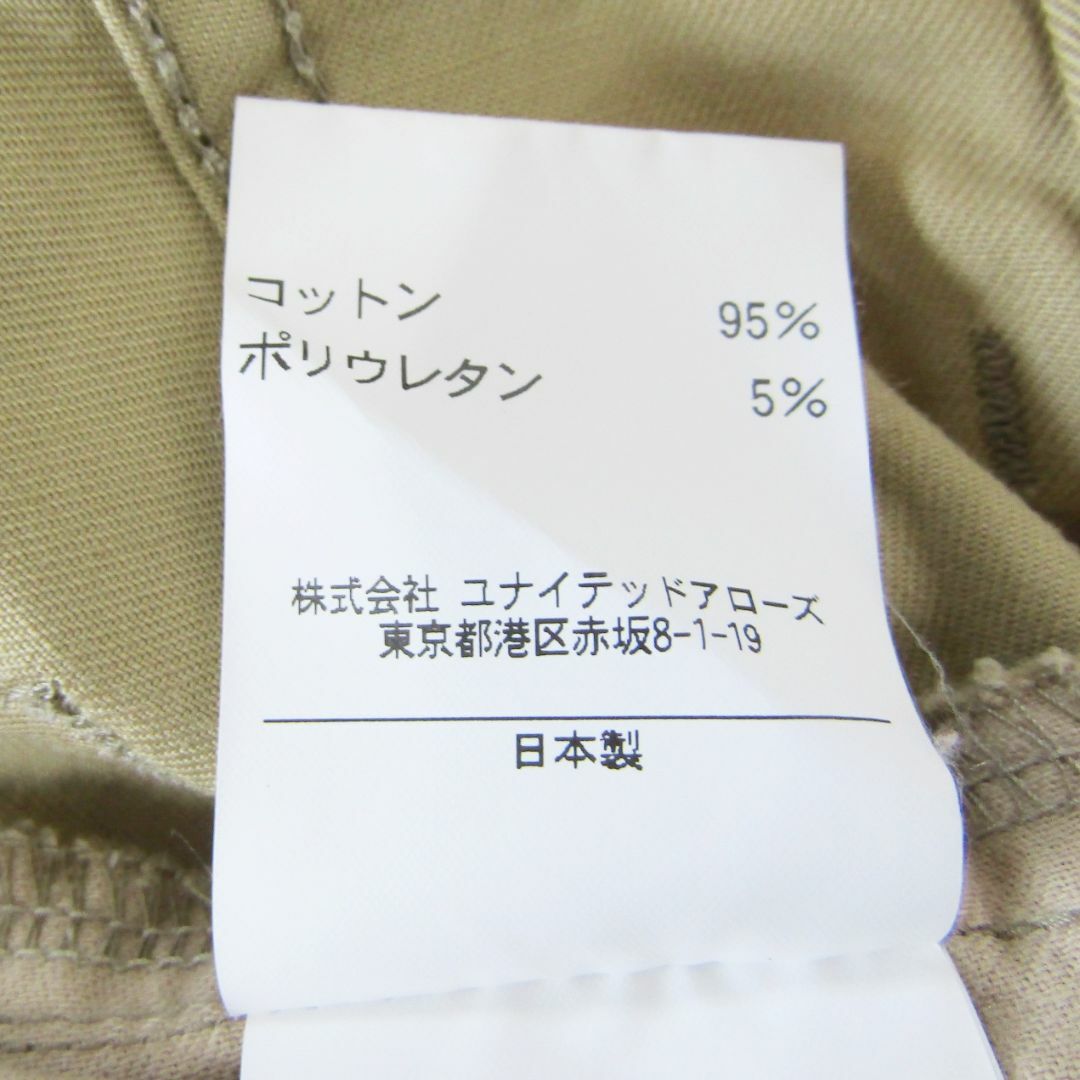 コットン 95%
ポリウレタン 5%
株式会社 ユナイテッドアローズ
東京都港区赤坂8-1-19
日本製